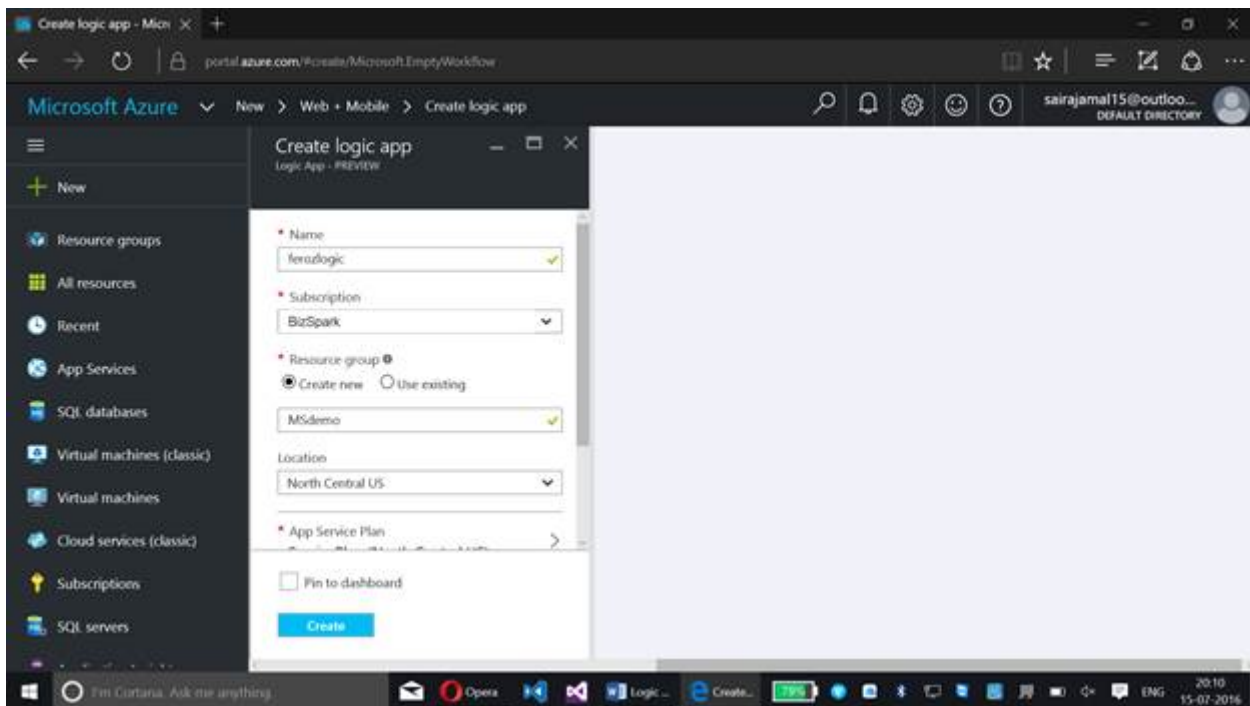 Create logic app - Micr
portal.azure.com/#create/Microsoft.EmptyWorkflow
Microsoft Azure New > Web + Mobile > Create logic app
sairajamal15@outloo...
DEFAULT DIRECTORY
Create logic app
Logic App - PREVIEW
New
Resource groups
All resources
Recent
App Services
SQL databases
Virtual machines (classic)
Virtual machines
Cloud services (classic)
Subscriptions
SQL servers
* Name
ferozlogic
* Subscription
BizSpark
* Resource group
Create new Use existing
MSdemo
Location
North Central US
* App Service Plan
Pin to dashboard
Create
I'm Cortana. Ask me anything.
Opera
Logic ...
Create...
79%
ENG
20:10
15-07-2016